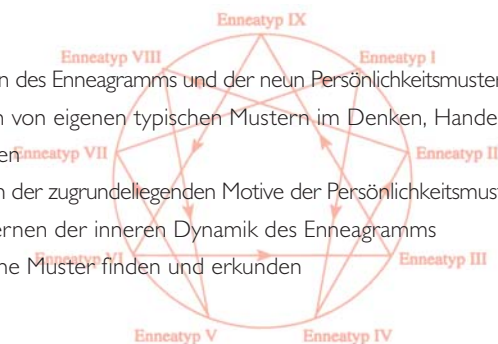 Enneatyp IX
Enneatyp VIII
Enneatyp I
n des Enneagramms und der neun Persönlichkeitsmuster
n von eigenen typischen Mustern im Denken, Hande
en
Enneatyp VII
Enneatyp II
n der zugrundeliegenden Motive der Persönlichkeitsmust
ernen der inneren Dynamik des Enneagramms
Enneatyp VI
Enneatyp III
ne Muster finden und erkunden
Enneatyp V
Enneatyp IV